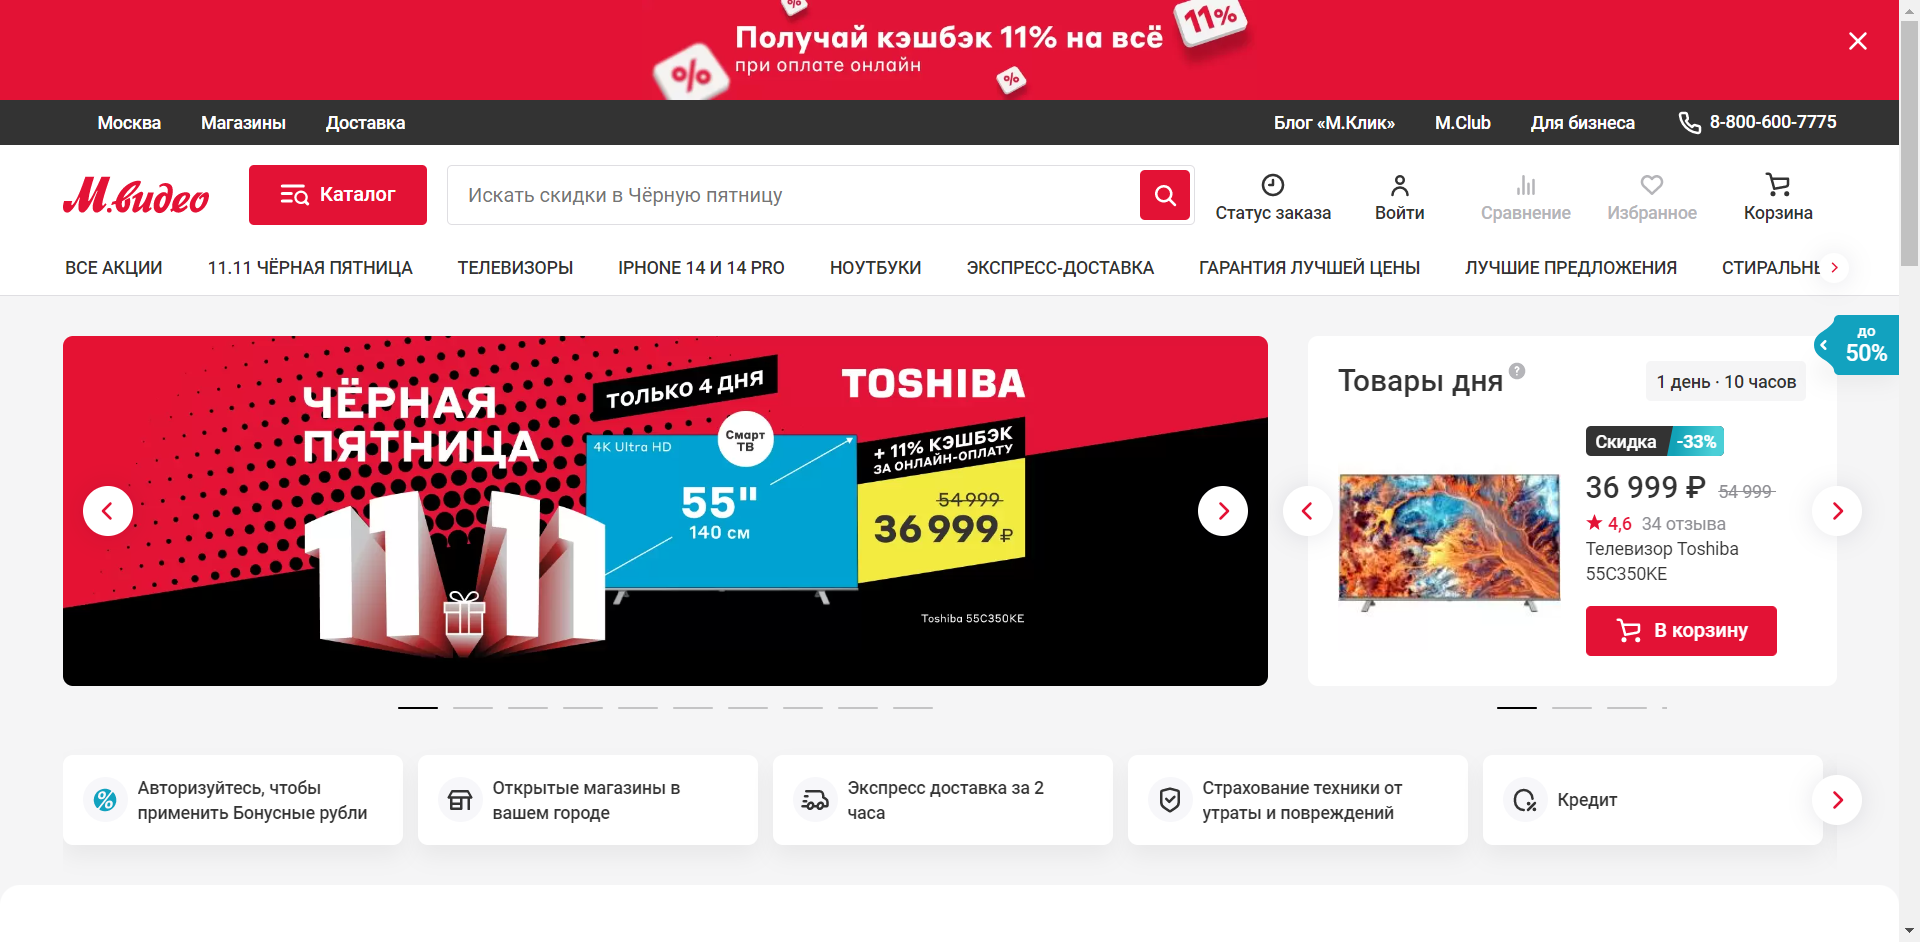 %
Получай кэшбэк 11% на всё
11%
при оплате онлайн
%
%
Москва
Магазины
Доставка
Блог «М.Клик»
M.Club
Для бизнеса
8-800-600-7775
М.видео
Каталог
Искать скидки в Чёрную пятницу
Статус заказа
Войти
Сравнение
Избранное
Корзина
ВСЕ АКЦИИ
11.11 ЧЁРНАЯ ПЯТНИЦА
ТЕЛЕВИЗОРЫ
IPHONE 14 И 14 PRO
НОУТБУКИ
ЭКСПРЕСС-ДОСТАВКА
ГАРАНТИЯ ЛУЧШЕЙ ЦЕНЫ
ЛУЧШИЕ ПРЕДЛОЖЕНИЯ
СТИРАЛЬН
до
50%
ЧЁРНАЯ
ПЯТНИЦА
11.11
ТОЛЬКО 4 ДНЯ
TOSHIBA
4K Ultra HD
Смарт
ТВ
55"
140 см
+ 11% КЭШБЭК
ЗА ОНЛАЙН-ОПЛАТУ
54 999
36 999₽
Toshiba 55C350KE
Товары дня
?
1 день · 10 часов
Скидка -33%
36 999 ₽ 54 999
4,6 34 отзыва
Телевизор Toshiba
55C350KE
В корзину
Авторизуйтесь, чтобы
применить Бонусные рубли
Открытые магазины в
вашем городе
Экспресс доставка за 2
часа
Страхование техники от
утраты и повреждений
Кредит